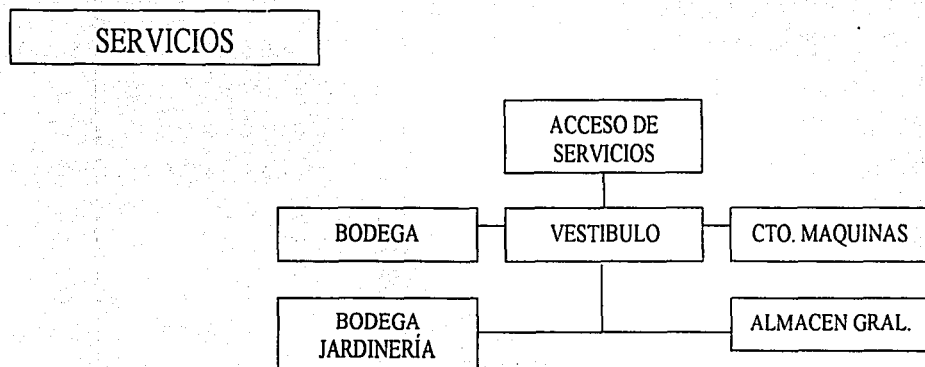 SERVICIOS
ACCESO DE
SERVICIOS
BODEGA
VESTIBULO
CTO. MAQUINAS
BODEGA
JARDINERÍA
ALMACEN GRAL.